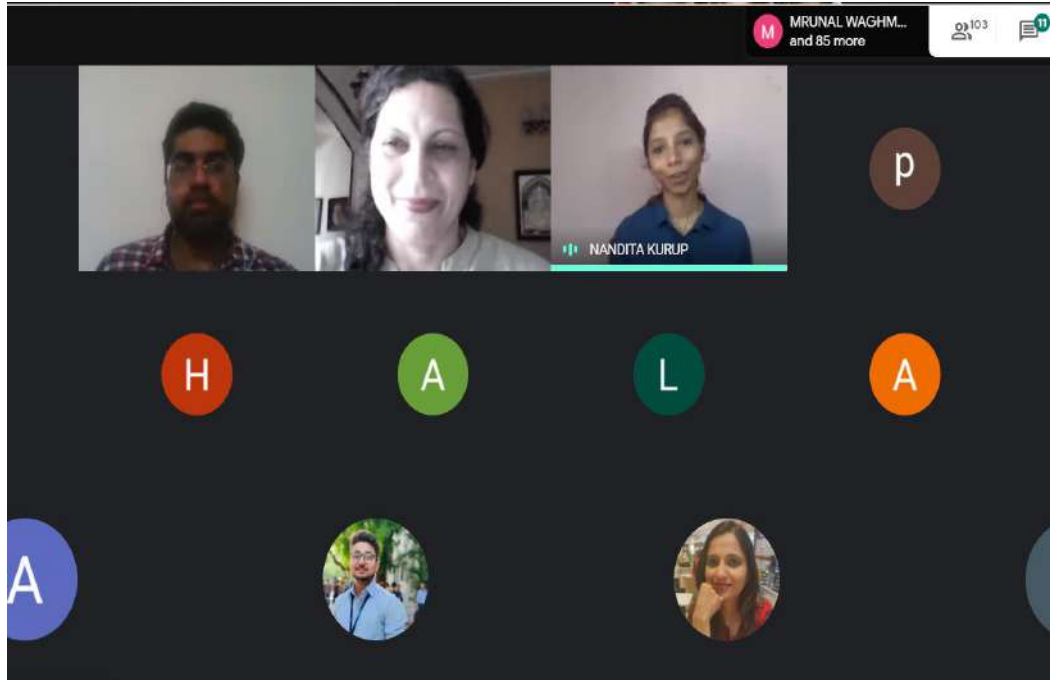 M
MRUNAL WAGHM...
and 85 more
103
11
NANDITA KURUP
p
H
A
L
A
A